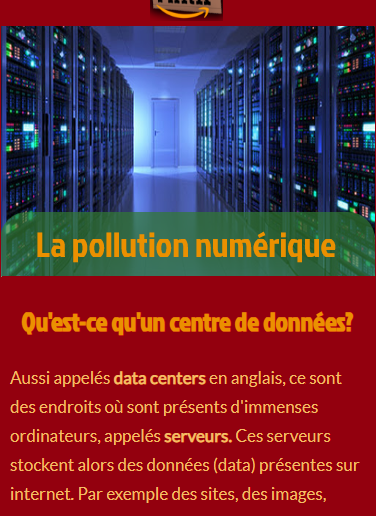 La pollution numérique
Qu'est-ce qu'un centre de données?
Aussi appelés data centers en anglais, ce sont
des endroits où sont présents d'immenses
ordinateurs, appelés serveurs. Ces serveurs
stockent alors des données (data) présentes sur
internet. Par exemple des sites, des images,